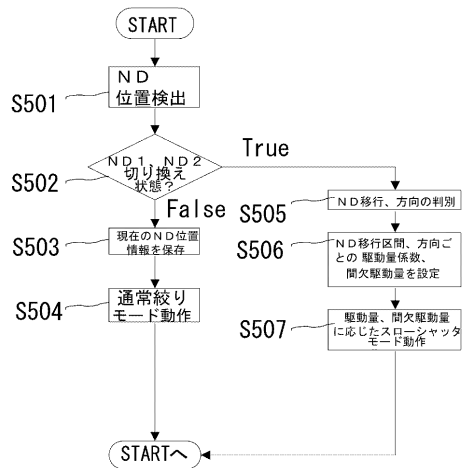 START
S501
ND
位置検出
S502
ND1、ND2
切り換え
状態?
True
False
S503
現在のND位置
情報を保存
S504
通常絞り
モード動作
S505
ND移行、方向の判別
S506
ND移行区間、方向ご
との 駆動量係数、
間欠駆動量を設定
S507
駆動量、間欠駆動量
に応じたスローシャッタ
モード動作
STARTへ